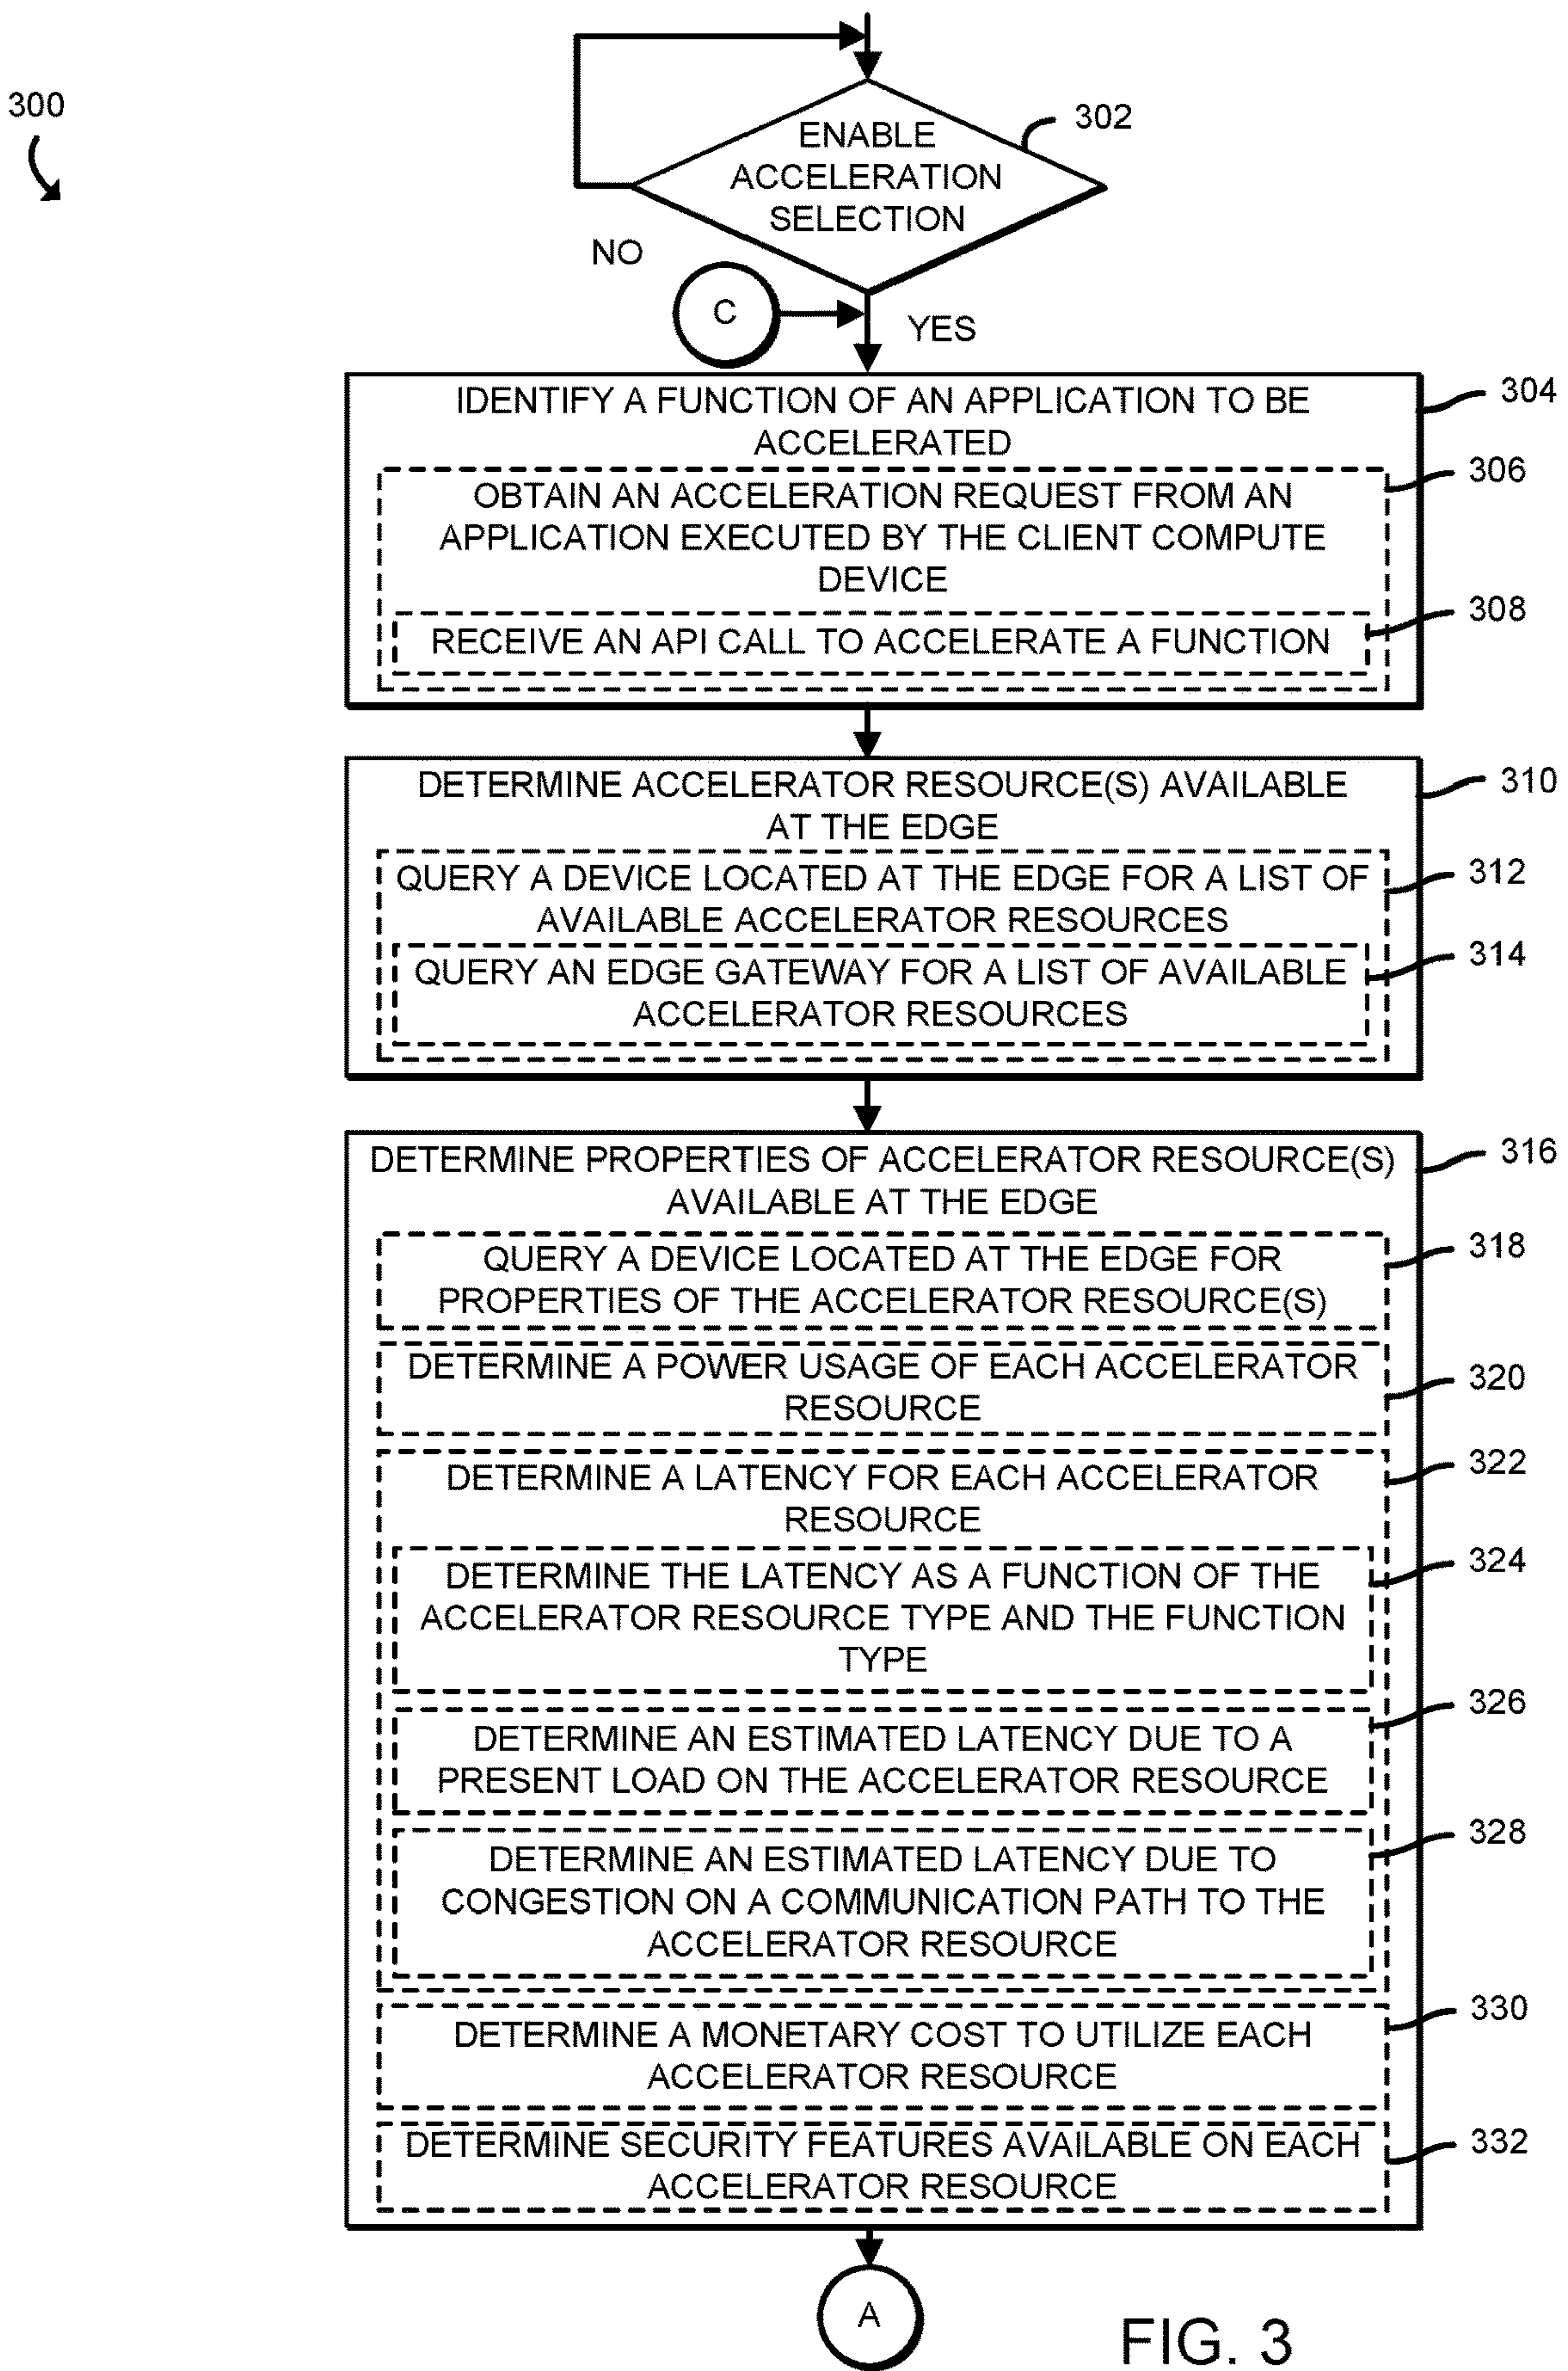 300
302
ENABLE
ACCELERATION
SELECTION
NO
C
YES
304
IDENTIFY A FUNCTION OF AN APPLICATION TO BE
ACCELERATED
306
OBTAIN AN ACCELERATION REQUEST FROM AN
APPLICATION EXECUTED BY THE CLIENT COMPUTE
DEVICE
308
RECEIVE AN API CALL TO ACCELERATE A FUNCTION
310
DETERMINE ACCELERATOR RESOURCE(S) AVAILABLE
AT THE EDGE
312
QUERY A DEVICE LOCATED AT THE EDGE FOR A LIST OF
AVAILABLE ACCELERATOR RESOURCES
314
QUERY AN EDGE GATEWAY FOR A LIST OF AVAILABLE
ACCELERATOR RESOURCES
316
DETERMINE PROPERTIES OF ACCELERATOR RESOURCE(S)
AVAILABLE AT THE EDGE
318
QUERY A DEVICE LOCATED AT THE EDGE FOR
PROPERTIES OF THE ACCELERATOR RESOURCE(S)
320
DETERMINE A POWER USAGE OF EACH ACCELERATOR
RESOURCE
322
DETERMINE A LATENCY FOR EACH ACCELERATOR
RESOURCE
324
DETERMINE THE LATENCY AS A FUNCTION OF THE
ACCELERATOR RESOURCE TYPE AND THE FUNCTION
TYPE
326
DETERMINE AN ESTIMATED LATENCY DUE TO A
PRESENT LOAD ON THE ACCELERATOR RESOURCE
328
DETERMINE AN ESTIMATED LATENCY DUE TO
CONGESTION ON A COMMUNICATION PATH TO THE
ACCELERATOR RESOURCE
330
DETERMINE A MONETARY COST TO UTILIZE EACH
ACCELERATOR RESOURCE
332
DETERMINE SECURITY FEATURES AVAILABLE ON EACH
ACCELERATOR RESOURCE
A
FIG. 3